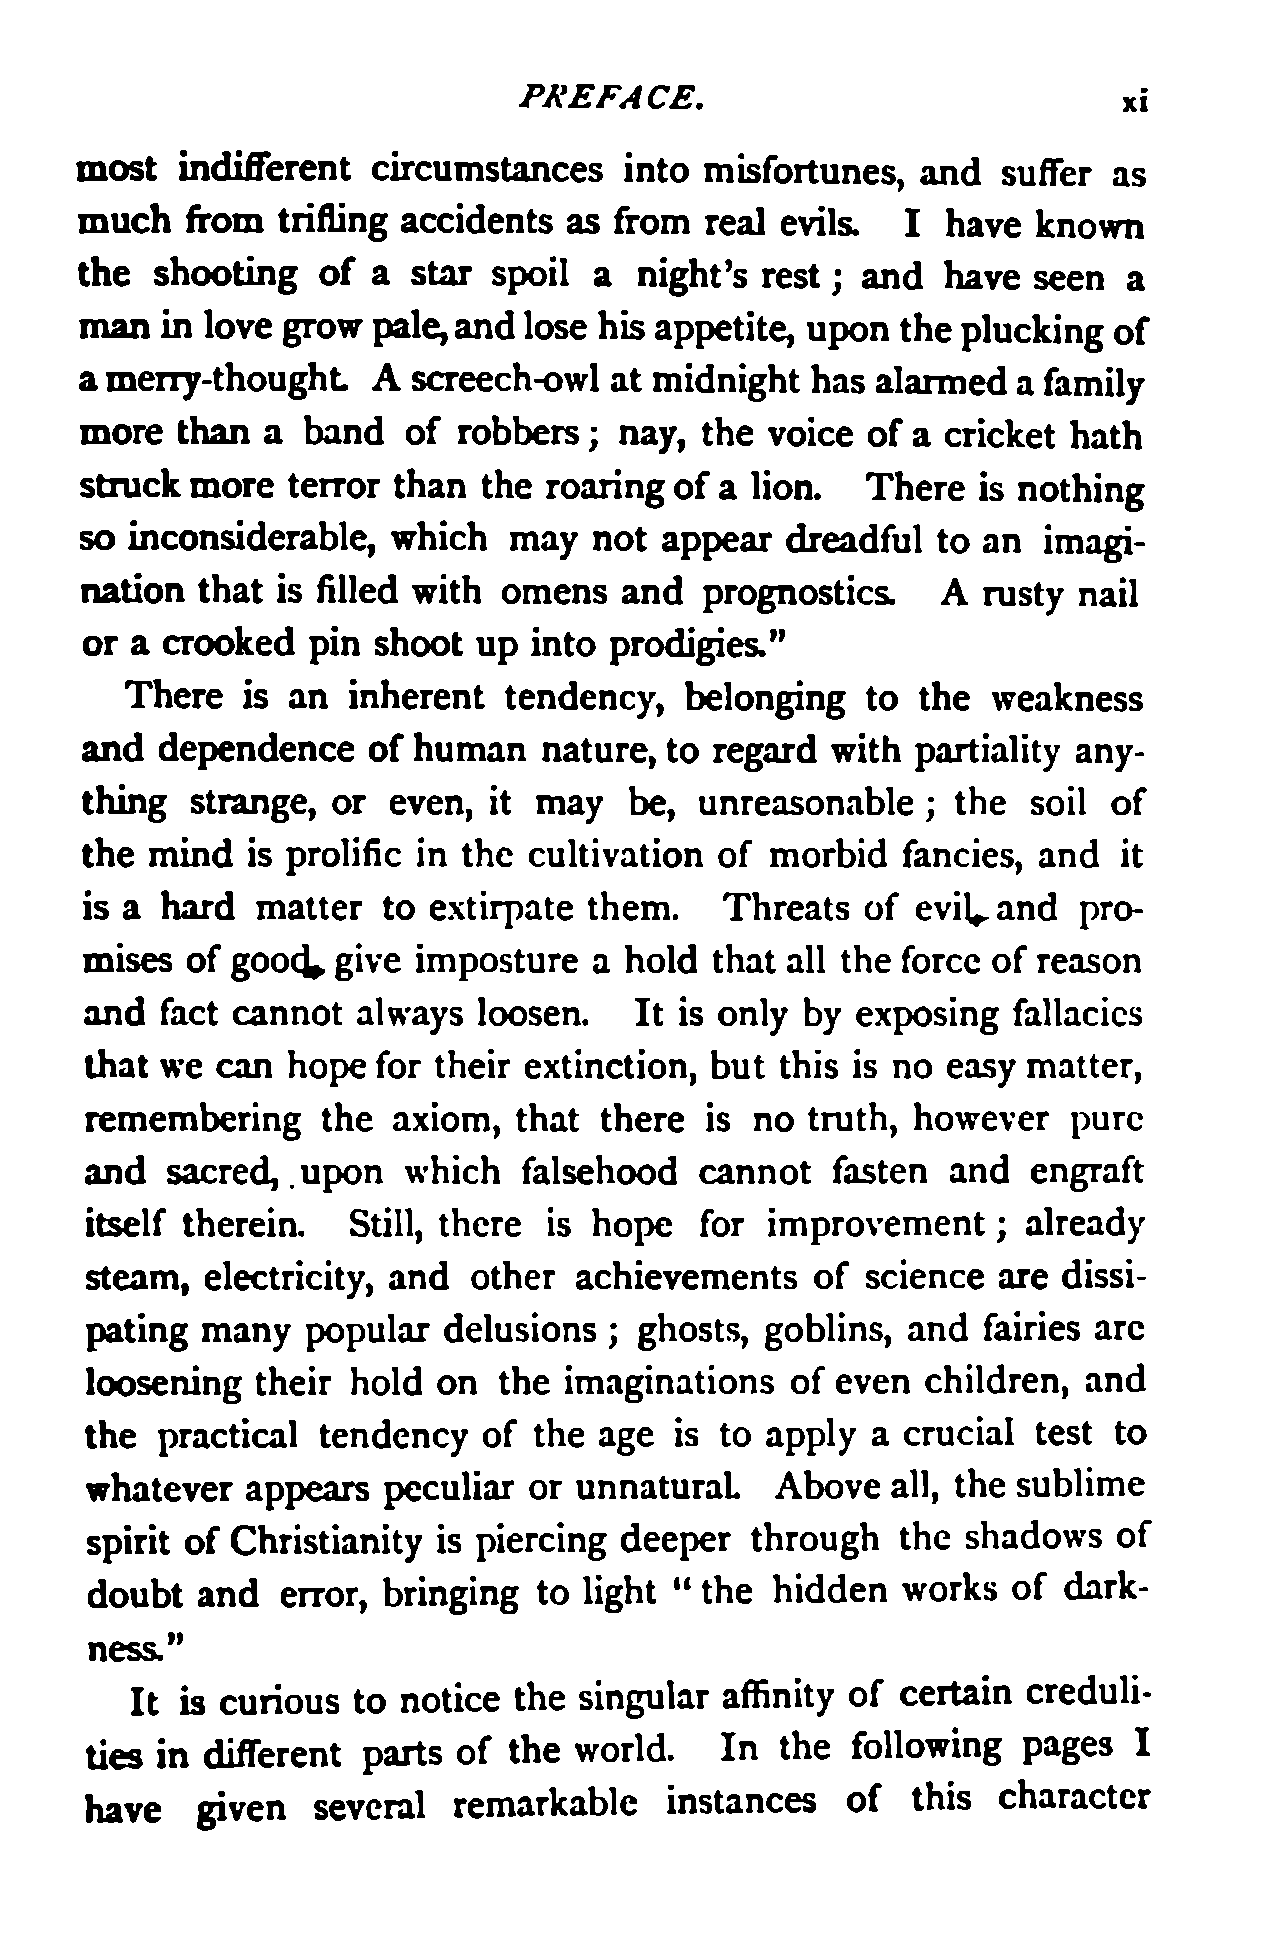 PREFACE. xi
most indifferent circumstances into misfortunes, and suffer as
much from trifling accidents as from real evils. I have known
the shooting of a star spoil a night's rest ; and have seen a
man in love grow pale, and lose his appetite, upon the plucking of
a merry-thought. A screech-owl at midnight has alarmed a family
more than a band of robbers ; nay, the voice of a cricket hath
struck more terror than the roaring of a lion. There is nothing
so inconsiderable, which may not appear dreadful to an imagi-
nation that is filled with omens and prognostics. A rusty nail
or a crooked pin shoot up into prodigies."
There is an inherent tendency, belonging to the weakness
and dependence of human nature, to regard with partiality any-
thing strange, or even, it may be, unreasonable ; the soil of
the mind is prolific in the cultivation of morbid fancies, and it
is a hard matter to extirpate them. Threats of evil, and pro-
mises of good, give imposture a hold that all the force of reason
and fact cannot always loosen. It is only by exposing fallacies
that we can hope for their extinction, but this is no easy matter,
remembering the axiom, that there is no truth, however pure
and sacred, upon which falsehood cannot fasten and engraft
itself therein. Still, there is hope for improvement ; already
steam, electricity, and other achievements of science are dissi-
pating many popular delusions ; ghosts, goblins, and fairies are
loosening their hold on the imaginations of even children, and
the practical tendency of the age is to apply a crucial test to
whatever appears peculiar or unnatural. Above all, the sublime
spirit of Christianity is piercing deeper through the shadows of
doubt and error, bringing to light " the hidden works of dark-
ness."
It is curious to notice the singular affinity of certain creduli-
ties in different parts of the world. In the following pages I
have given several remarkable instances of this character